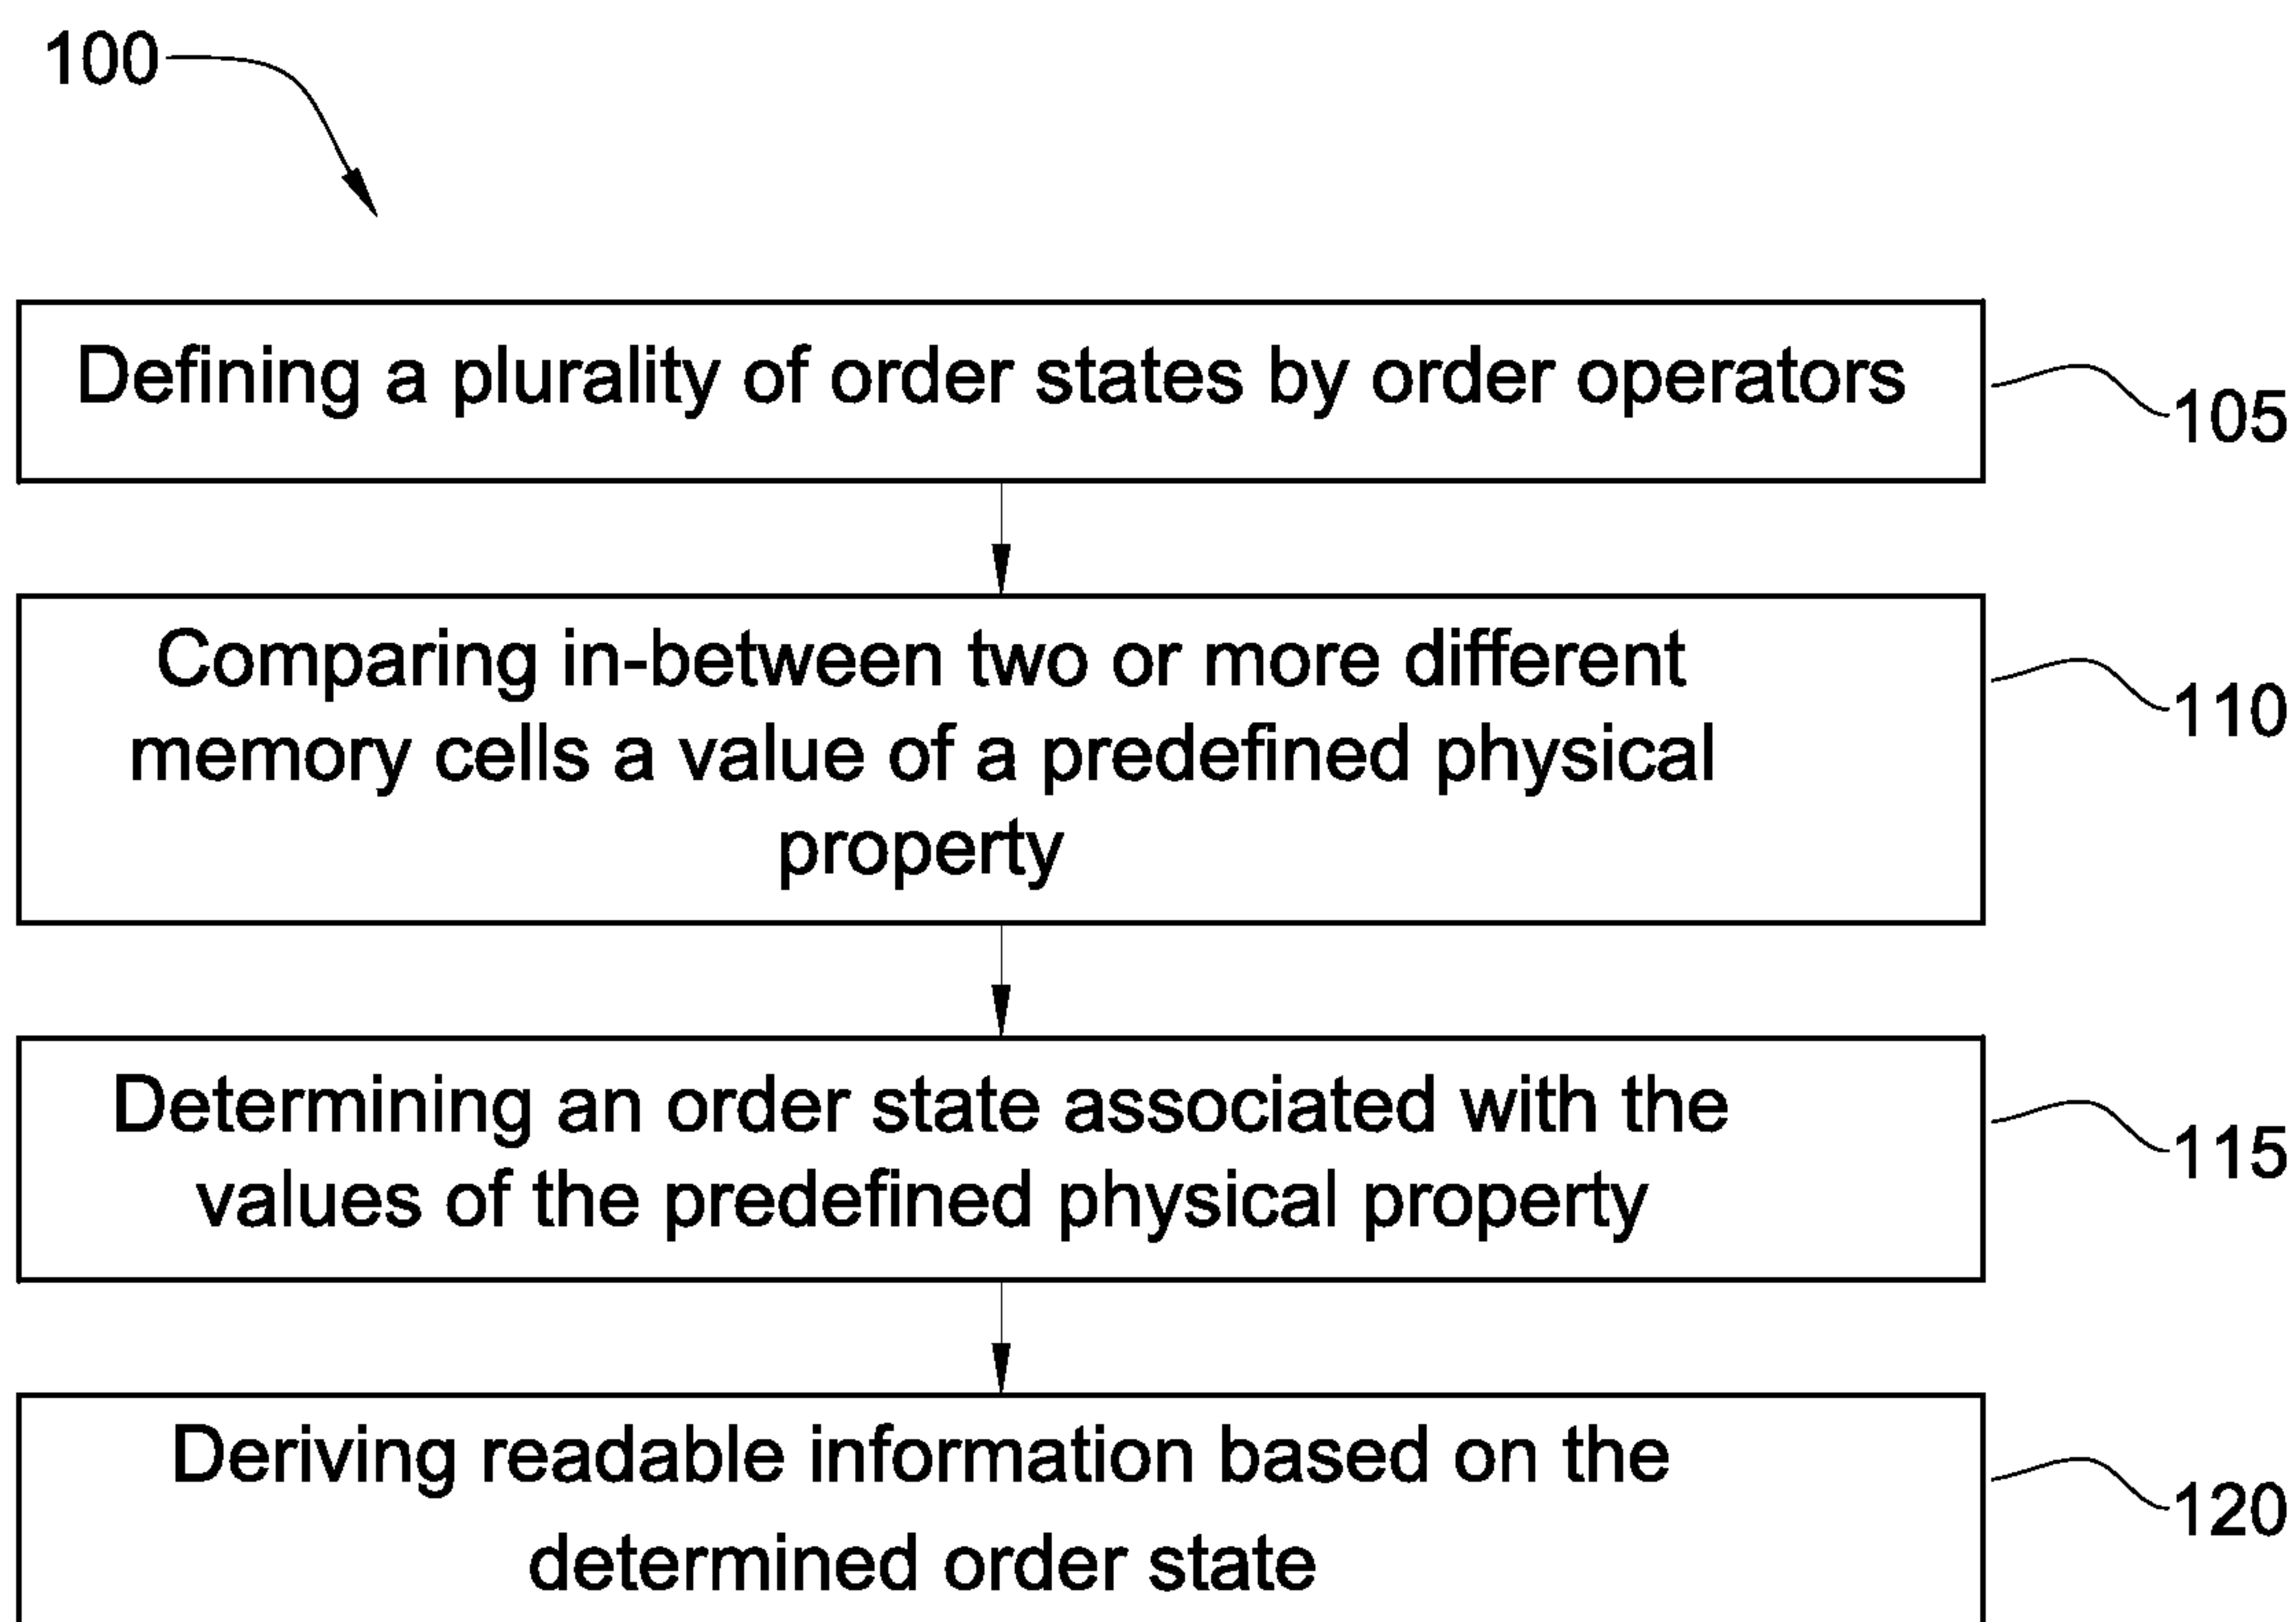 100
Defining a plurality of order states by order operators
105
Comparing in-between two or more different
memory cells a value of a predefined physical
property
110
Determining an order state associated with the
values of the predefined physical property
115
Deriving readable information based on the
determined order state
120